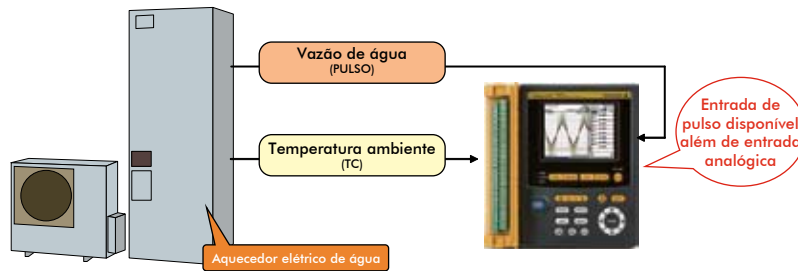 Vazão de água
(PULSO)
Temperatura ambiente
(TC)
Entrada de
pulso disponível
além de entrada
analógica
Aquecedor elétrico de água